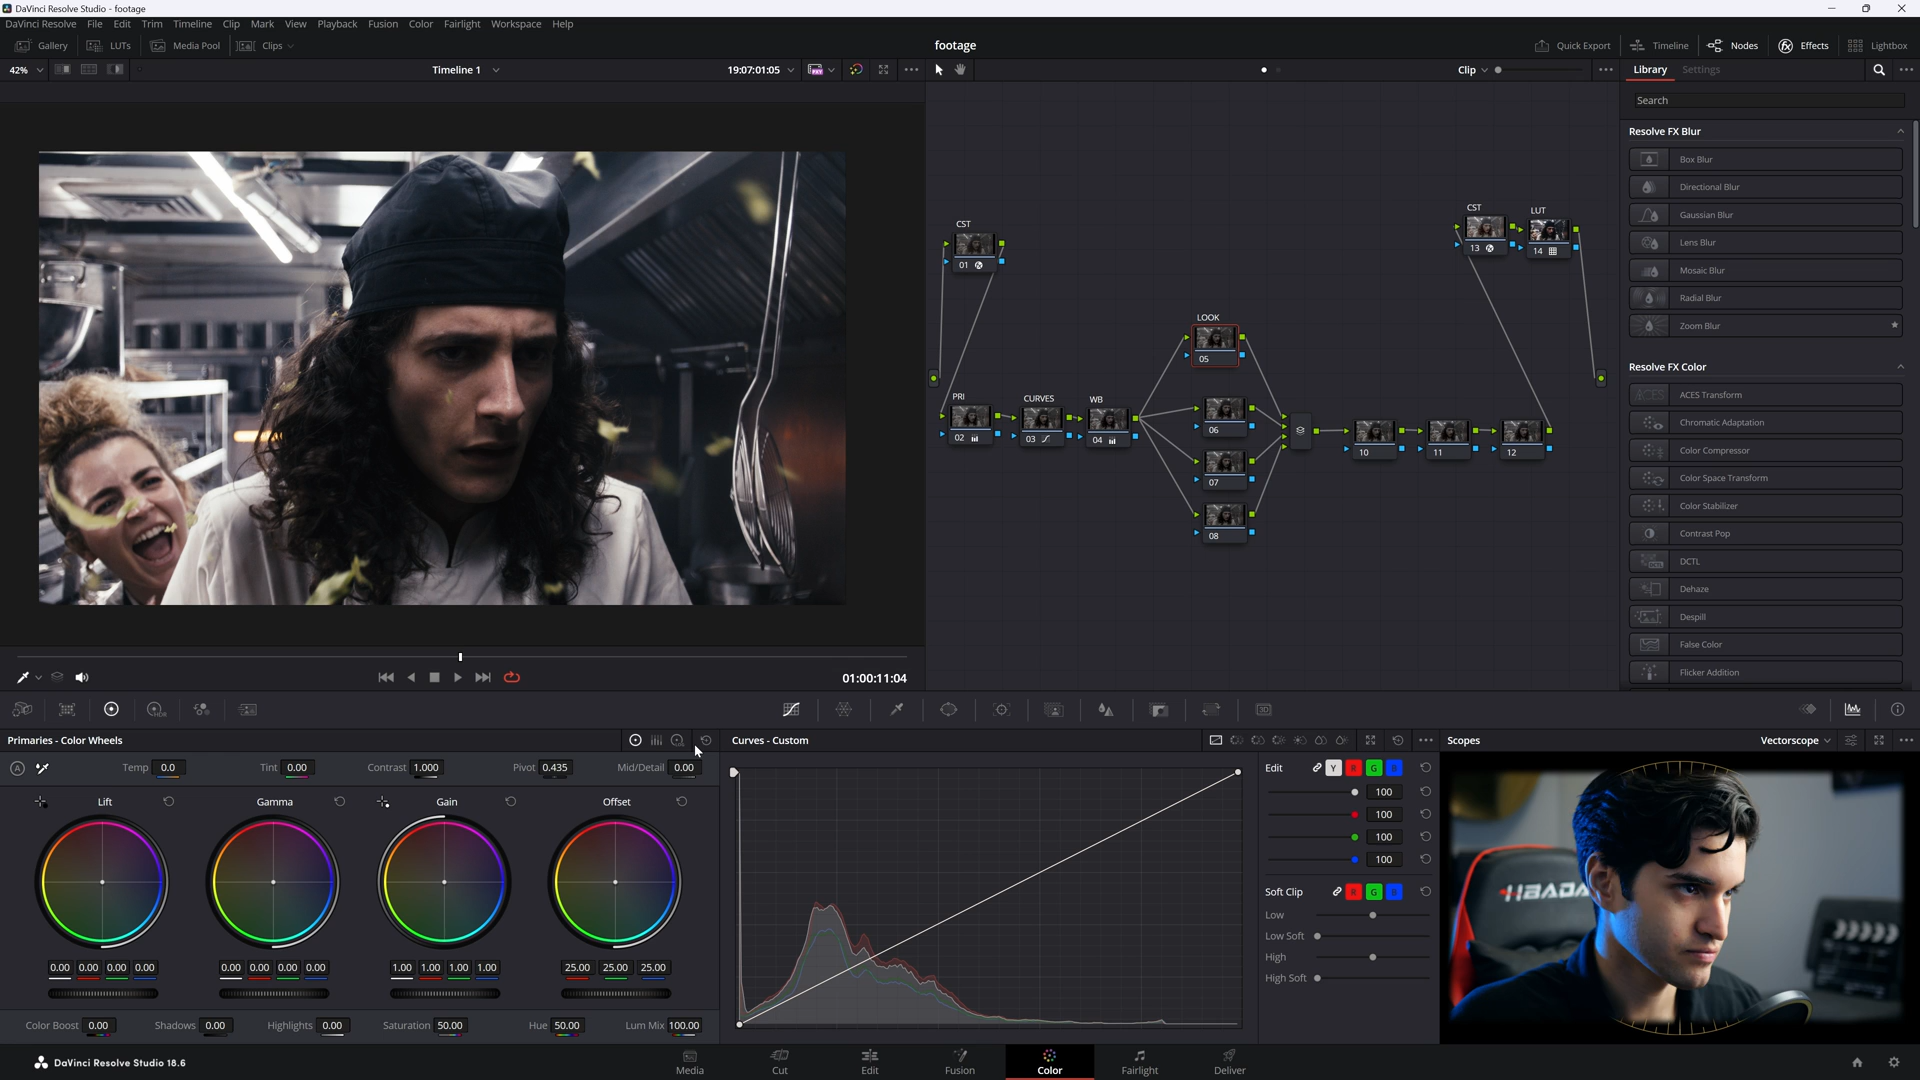 DaVinci Resolve Studio - footage
DaVinci Resolve File Edit Trim Timeline Clip Mark View Playback Fusion Color Fairlight Workspace Help
Gallery LUTs Media Pool Clips footage Quick Export Timeline Nodes Effects Lightbox
42% Timeline 1 19:07:01:05 Clip Library Settings
Search
Resolve FX Blur
Box Blur
Directional Blur
Gaussian Blur
Lens Blur
Mosaic Blur
Radial Blur
Zoom Blur
Resolve FX Color
ACES Transform
Chromatic Adaptation
Color Compressor
Color Space Transform
Color Stabilizer
Contrast Pop
DCTL
Dehaze
Despill
False Color
Flicker Addition
CST
01
CST
13
LUT
14
LOOK
05
PRI
02
CURVES
03
WB
04
06
07
08
10
11
12
01:00:11:04
Primaries - Color Wheels
Temp 0.0 Tint 0.00 Contrast 1.000 Pivot 0.435 Mid/Detail 0.00
Lift Gamma Gain Offset
0.00 0.00 0.00 0.00 0.00 0.00 0.00 0.00 1.00 1.00 1.00 1.00 25.00 25.00 25.00
Color Boost 0.00 Shadows 0.00 Highlights 0.00 Saturation 50.00 Hue 50.00 Lum Mix 100.00
Curves - Custom
Edit Y R G B
100
100
100
100
Soft Clip R G B
Low
Low Soft
High
High Soft
Scopes Vectorscope
HBADA
DaVinci Resolve Studio 18.6
Media Cut Edit Fusion Color Fairlight Deliver